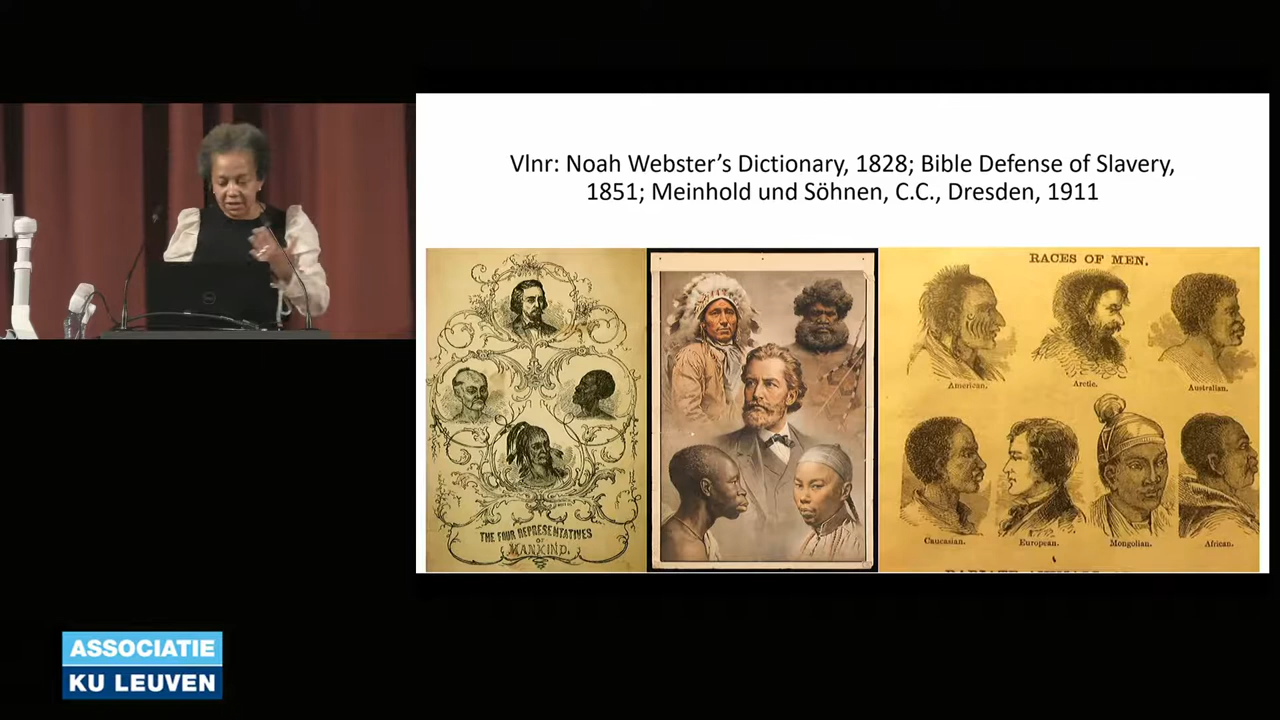 Vlnr: Noah Webster’s Dictionary, 1828; Bible Defense of Slavery,
1851; Meinhold und Söhnen, C.C., Dresden, 1911
THE FOUR REPRESENTATIVES
OF
MANKIND.
RACES OF MEN.
American.
Arctic.
Australian.
Caucasian.
European.
Mongolian.
African.
ASSOCIATIE
KU LEUVEN